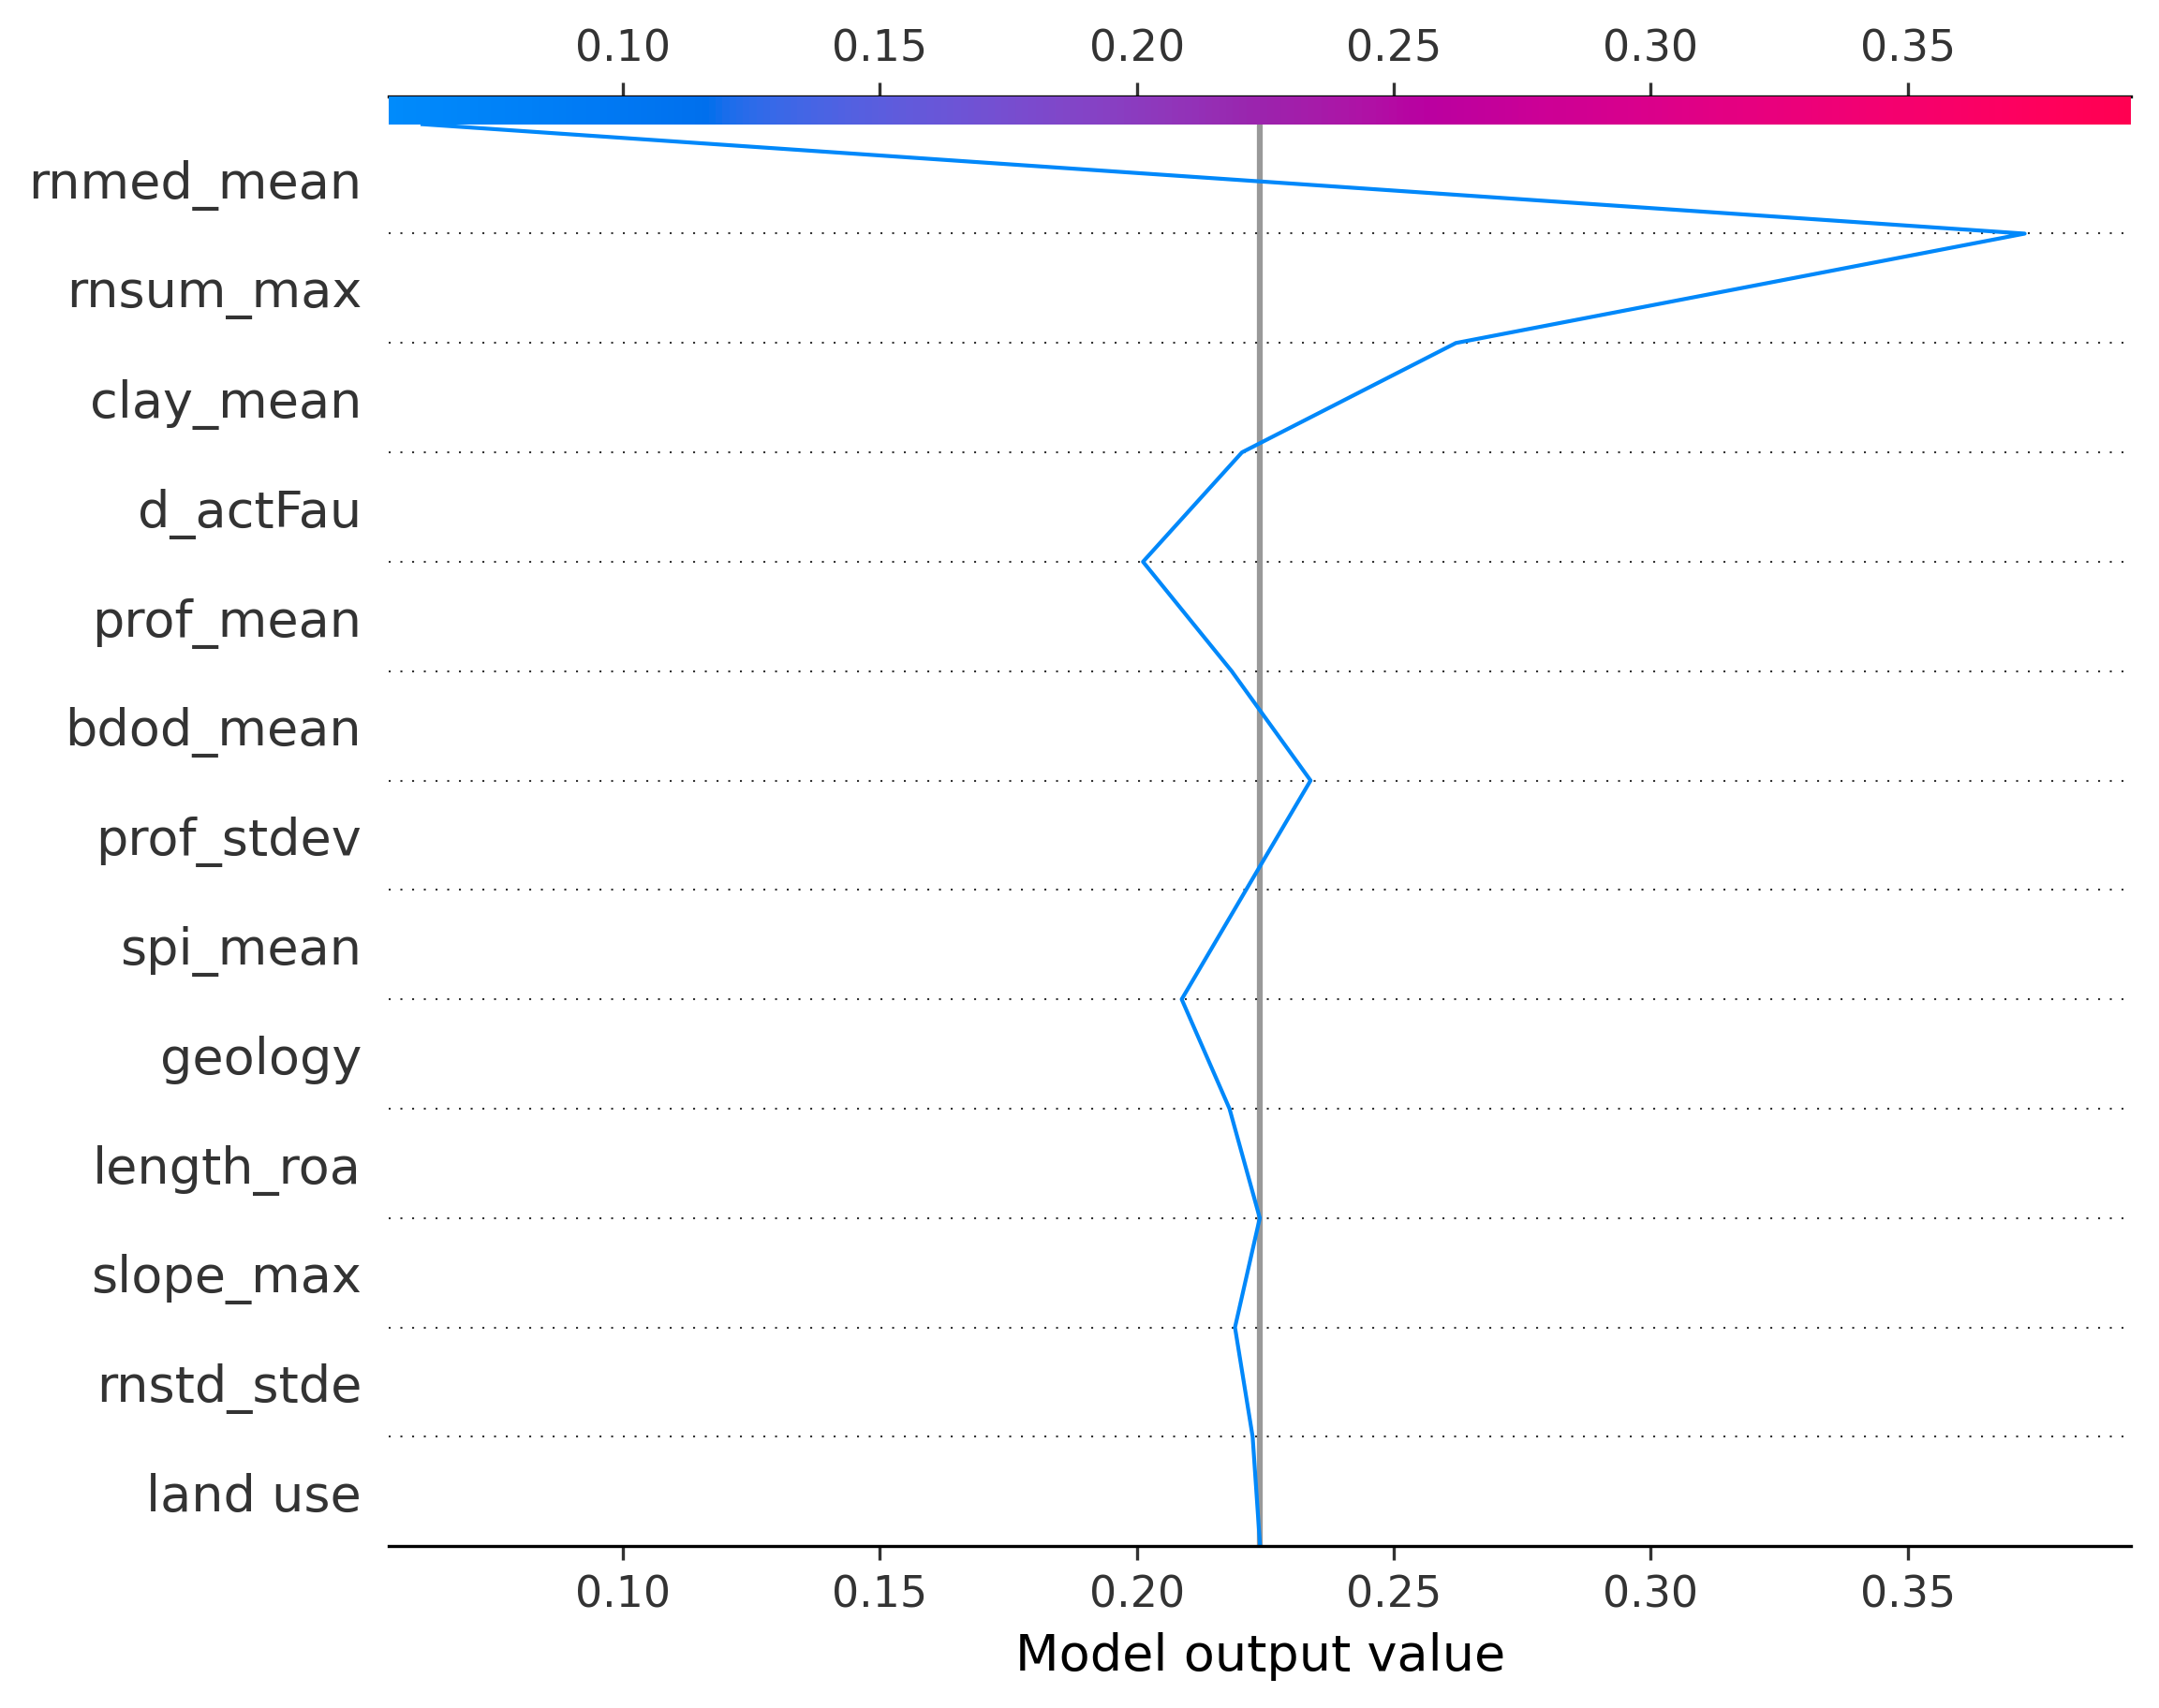 0.10 0.15 0.20 0.25 0.30 0.35
rnmed_mean
rnsum_max
clay_mean
d_actFau
prof_mean
bdod_mean
prof_stdev
spi_mean
geology
length_roa
slope_max
rnstd_stde
land use
0.10 0.15 0.20 0.25 0.30 0.35
Model output value